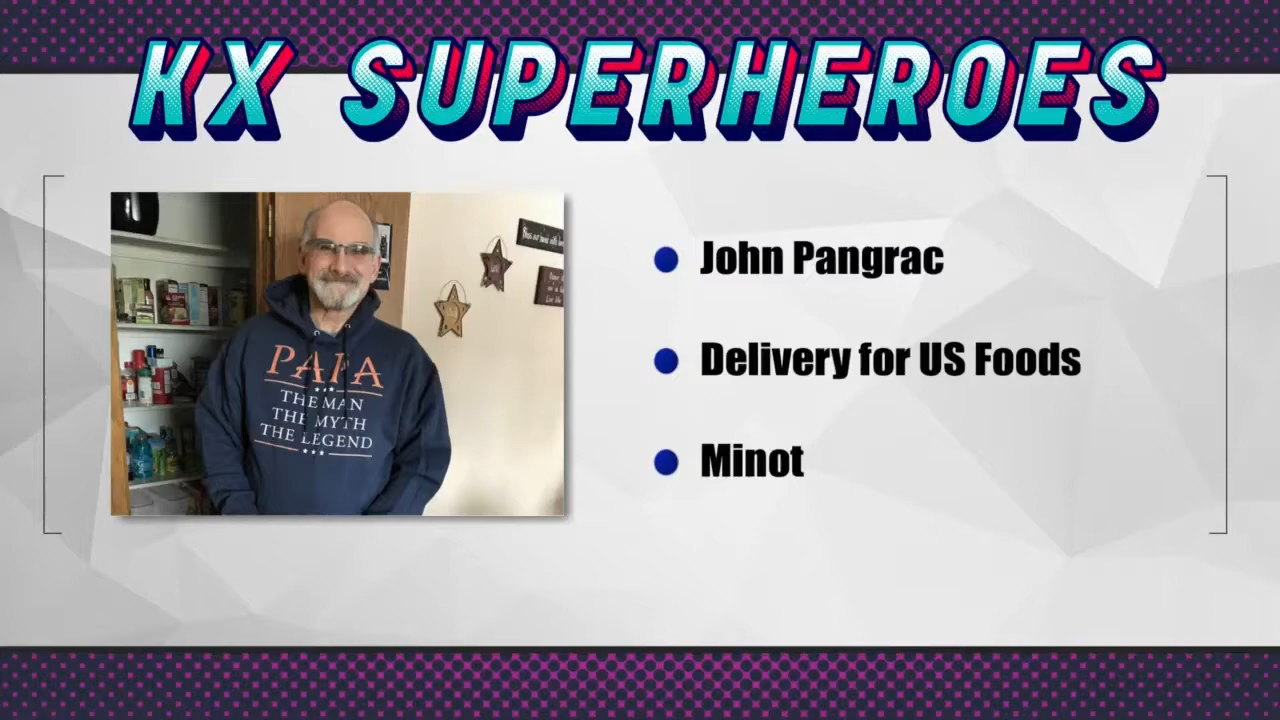 KX SUPERHEROES
PAPA
THE MAN
THE MYTH
THE LEGEND
John Pangrac
Delivery for US Foods
Minot